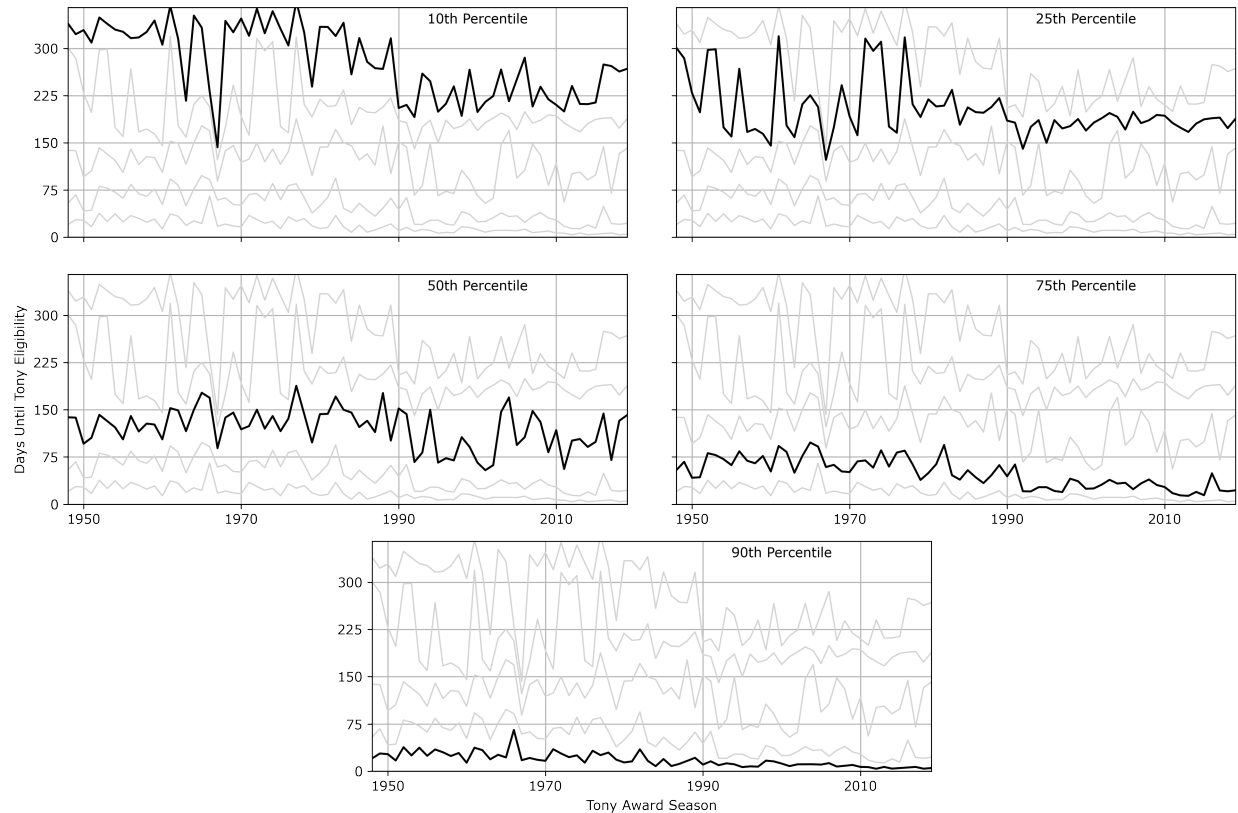 10th Percentile
25th Percentile
300
225
150
75
0
50th Percentile
75th Percentile
Days Until Tony Eligibility
300
225
150
75
0
1950 1970 1990 2010
1950 1970 1990 2010
90th Percentile
300
225
150
75
0
1950 1970 1990 2010
Tony Award Season